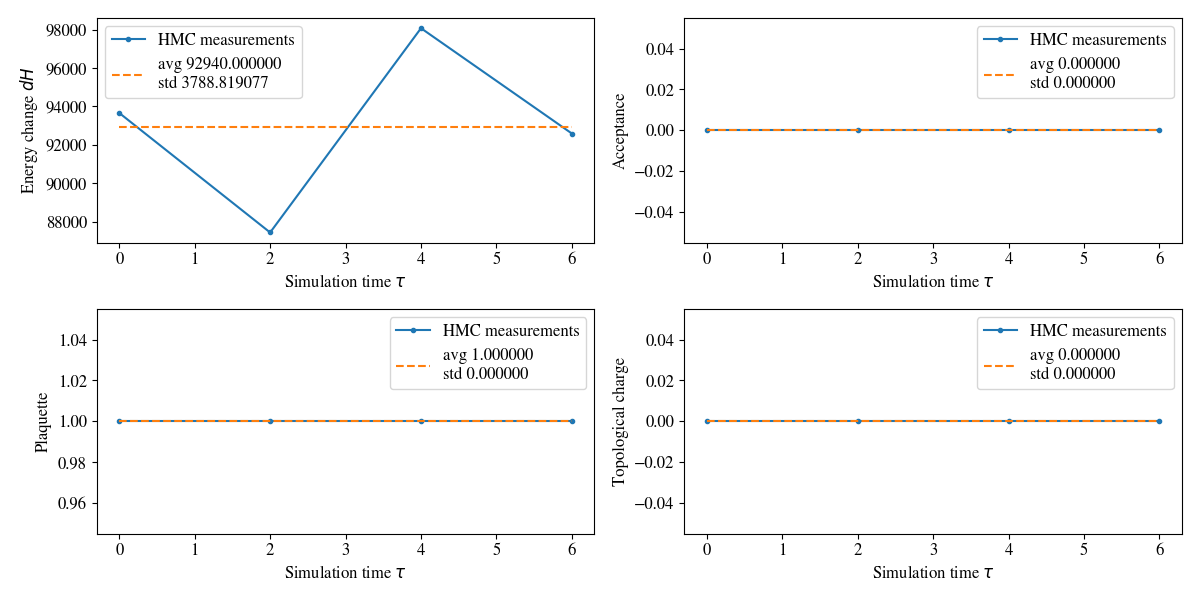 98000
96000
94000
92000
90000
88000
Energy change dH
HMC measurements
avg 92940.000000
std 3788.819077
0 1 2 3 4 5 6
Simulation time τ
0.04
0.02
0.00
−0.02
−0.04
Acceptance
HMC measurements
avg 0.000000
std 0.000000
0 1 2 3 4 5 6
Simulation time τ
1.04
1.02
1.00
0.98
0.96
Plaquette
HMC measurements
avg 1.000000
std 0.000000
0 1 2 3 4 5 6
Simulation time τ
0.04
0.02
0.00
−0.02
−0.04
Topological charge
HMC measurements
avg 0.000000
std 0.000000
0 1 2 3 4 5 6
Simulation time τ